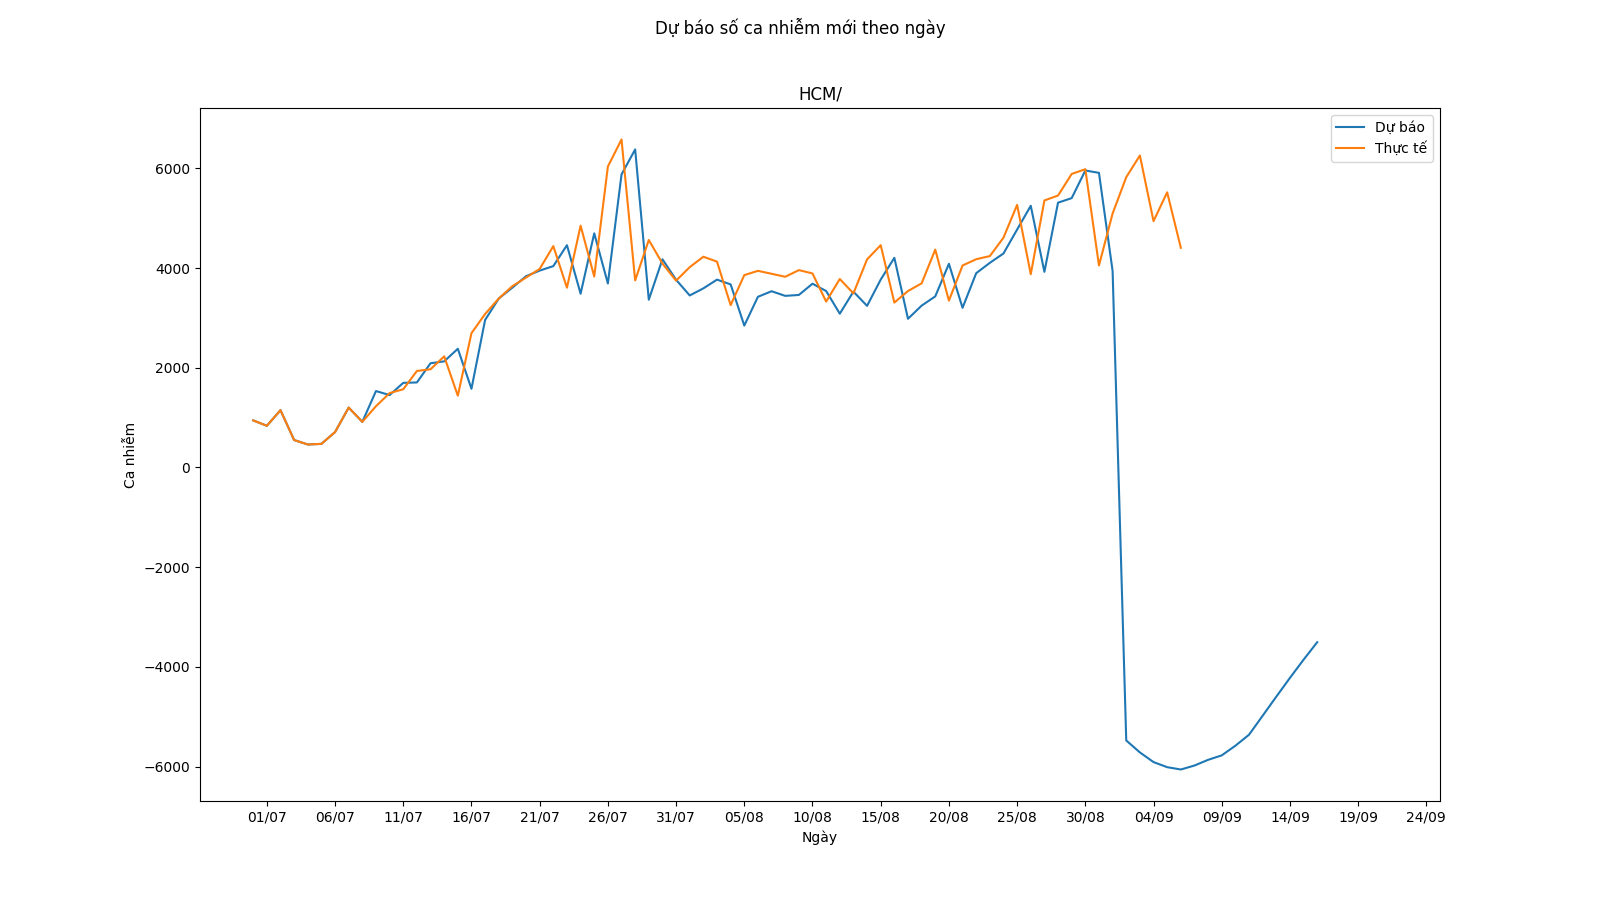 Dự báo số ca nhiễm mới theo ngày
HCM/
Dự báo
Thực tế
6000
4000
2000
0
−2000
−4000
−6000
Ca nhiễm
01/07 06/07 11/07 16/07 21/07 26/07 31/07 05/08 10/08 15/08 20/08 25/08 30/08 04/09 09/09 14/09 19/09 24/09
Ngày